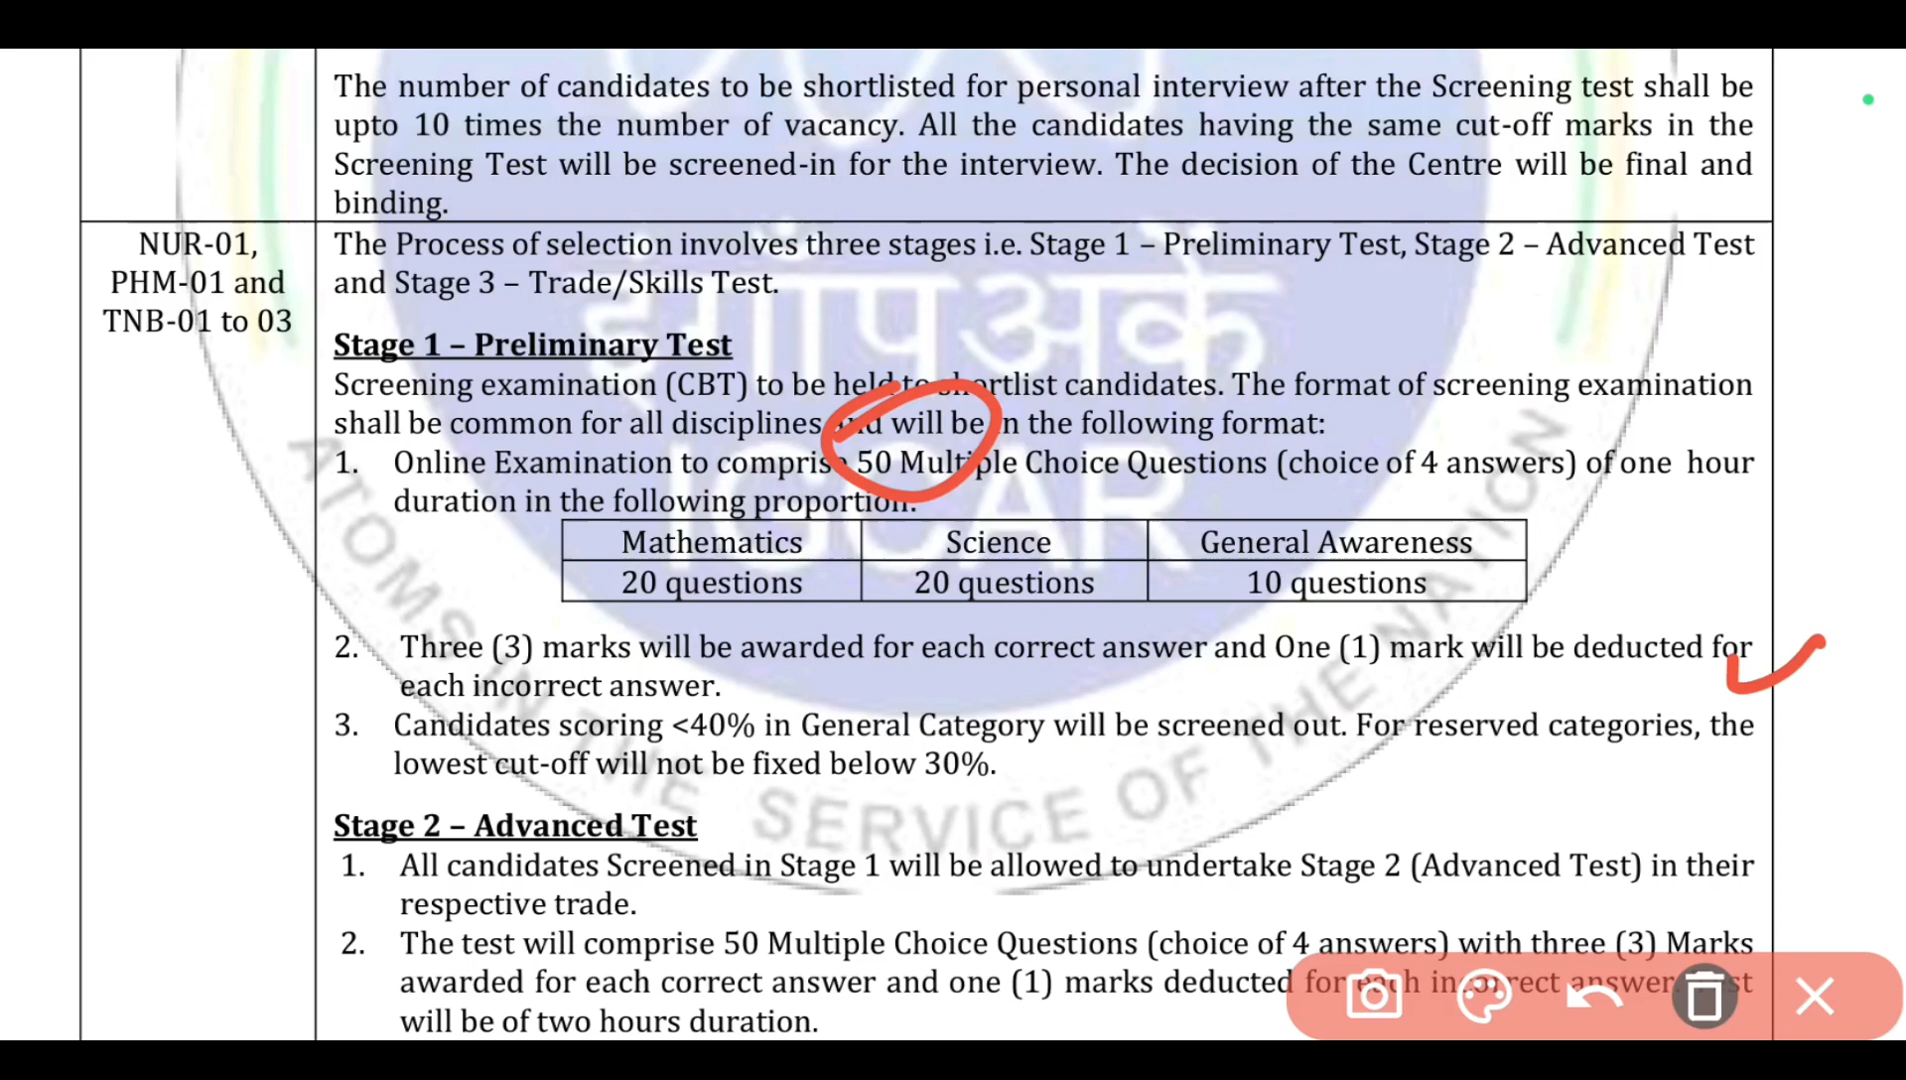 The number of candidates to be shortlisted for personal interview after the Screening test shall be
upto 10 times the number of vacancy. All the candidates having the same cut-off marks in the
Screening Test will be screened-in for the interview. The decision of the Centre will be final and
binding.
NUR-01,
PHM-01 and
TNB-01 to 03
The Process of selection involves three stages i.e. Stage 1 – Preliminary Test, Stage 2 – Advanced Test
and Stage 3 – Trade/Skills Test.
Stage 1 – Preliminary Test
Screening examination (CBT) to be held to shortlist candidates. The format of screening examination
shall be common for all disciplines and will be in the following format:
1. Online Examination to comprise 50 Multiple Choice Questions (choice of 4 answers) of one hour
duration in the following proportion:
Mathematics Science General Awareness
20 questions 20 questions 10 questions
2. Three (3) marks will be awarded for each correct answer and One (1) mark will be deducted for
each incorrect answer.
3. Candidates scoring <40% in General Category will be screened out. For reserved categories, the
lowest cut-off will not be fixed below 30%.
Stage 2 – Advanced Test
1. All candidates Screened in Stage 1 will be allowed to undertake Stage 2 (Advanced Test) in their
respective trade.
2. The test will comprise 50 Multiple Choice Questions (choice of 4 answers) with three (3) Marks
awarded for each correct answer and one (1) marks deducted for each incorrect answer. Test
will be of two hours duration.
इंगाँपअकें
IGCAR
ATOMS IN THE SERVICE OF THE NATION